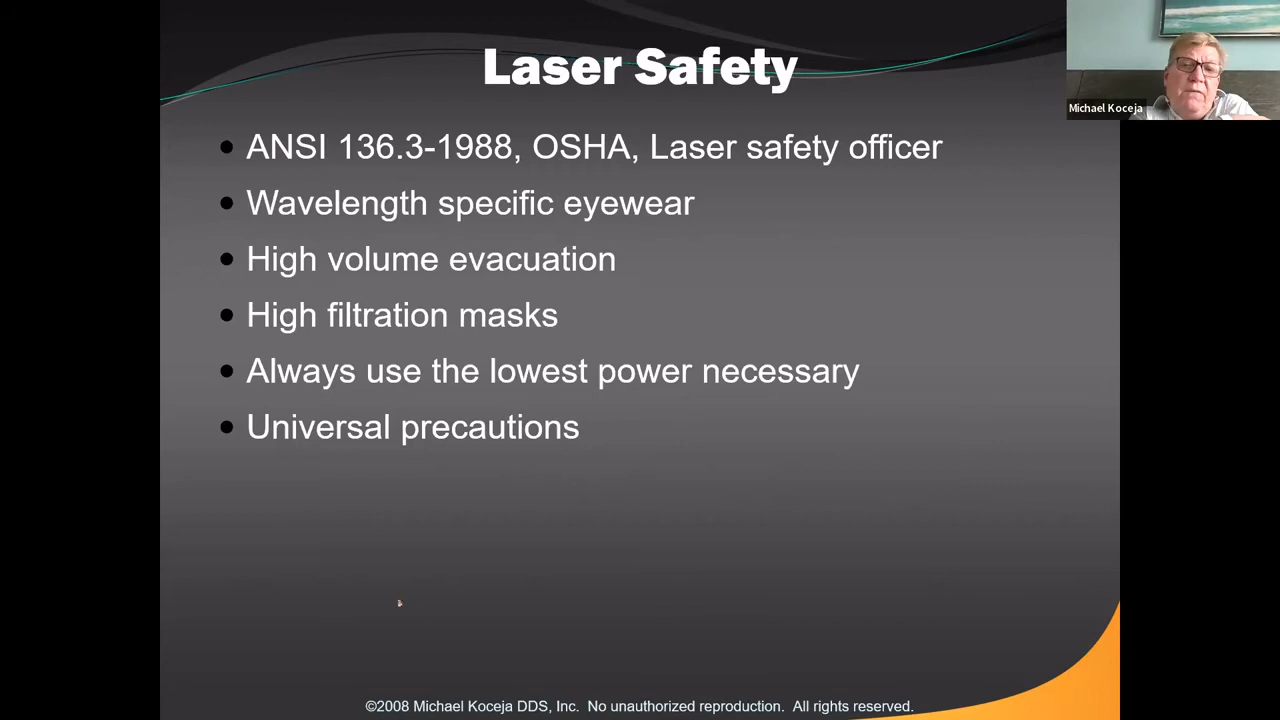 Laser Safety
Michael Koceja
• ANSI 136.3-1988, OSHA, Laser safety officer
• Wavelength specific eyewear
• High volume evacuation
• High filtration masks
• Always use the lowest power necessary
• Universal precautions
©2008 Michael Koceja DDS, Inc. No unauthorized reproduction. All rights reserved.